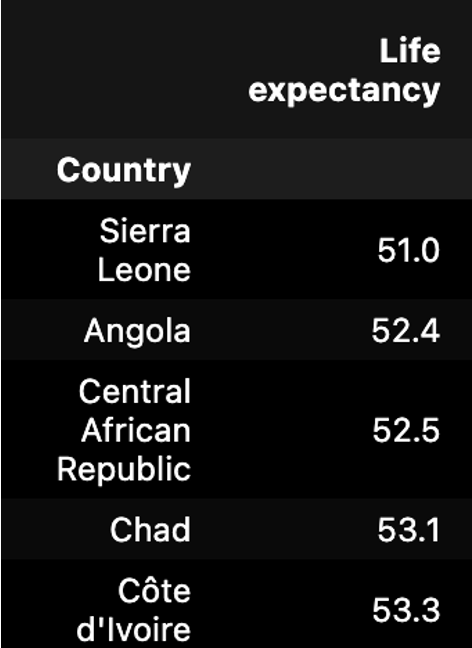 Life
expectancy
Country
Sierra
Leone
51.0
Angola
52.4
Central
African
Republic
52.5
Chad
53.1
Côte
d'Ivoire
53.3